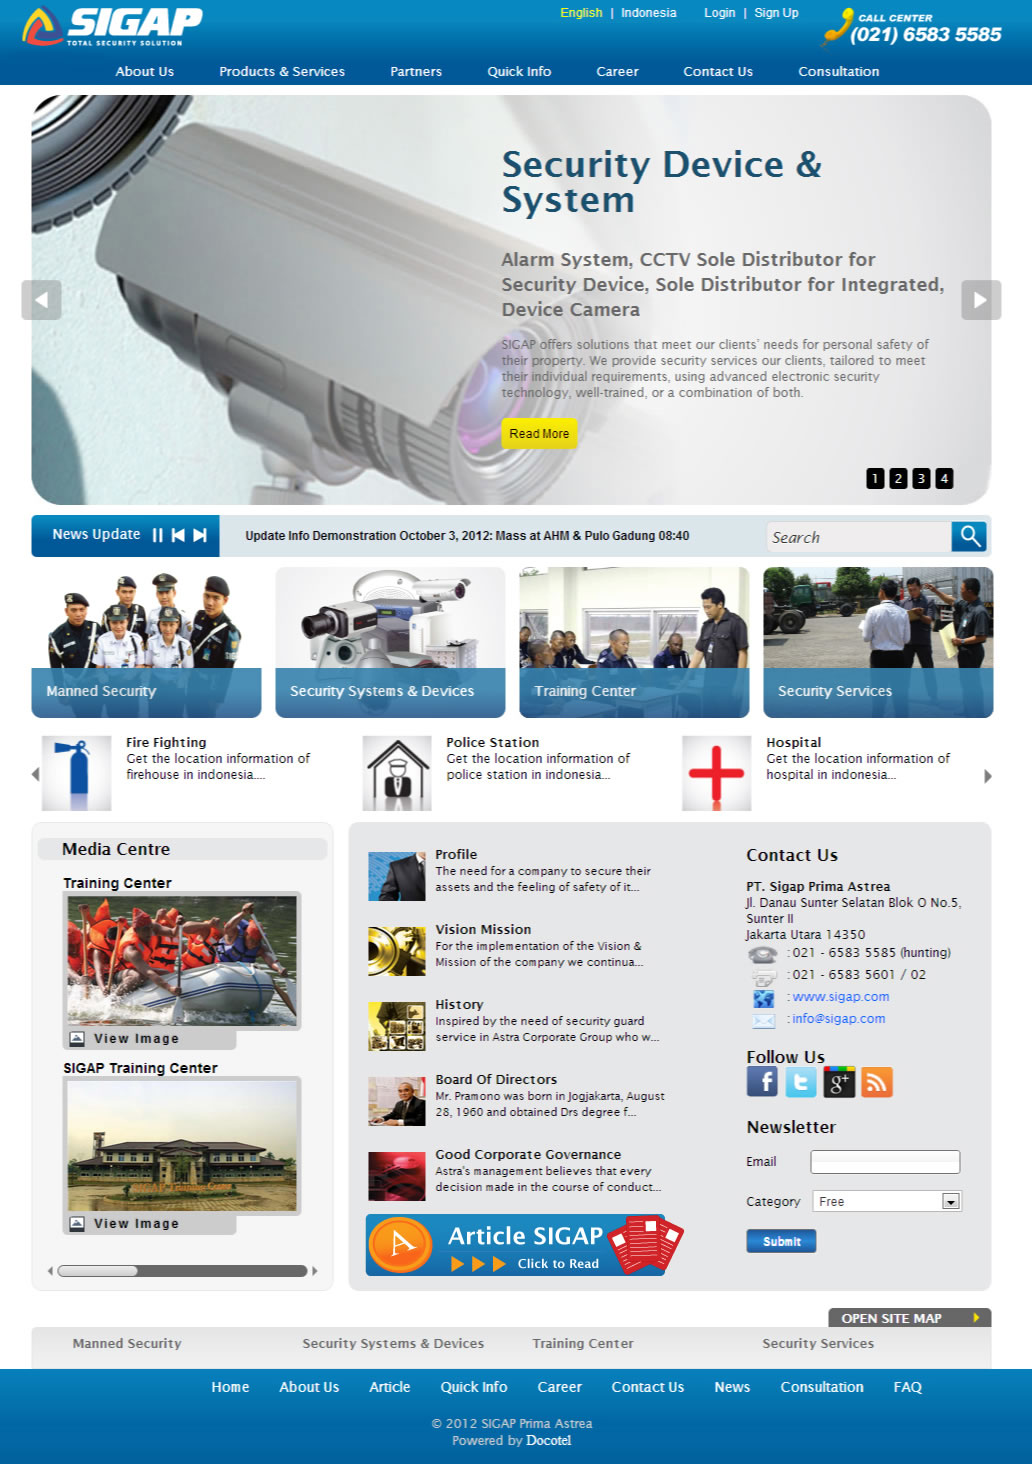 SIGAP
TOTAL SECURITY SOLUTION
English | Indonesia
Login | Sign Up
CALL CENTER
(021) 6583 5585
About Us
Products & Services
Partners
Quick Info
Career
Contact Us
Consultation
Security Device &
System
Alarm System, CCTV Sole Distributor for
Security Device, Sole Distributor for Integrated,
Device Camera
SIGAP offers solutions that meet our clients' needs for personal safety of
their property. We provide security services our clients, tailored to meet
their individual requirements, using advanced electronic security
technology, well-trained, or a combination of both.
Read More
1 2 3 4
News Update
Update Info Demonstration October 3, 2012: Mass at AHM & Pulo Gadung 08:40
Search
Manned Security
Security Systems & Devices
Training Center
Security Services
Fire Fighting
Get the location information of
firehouse in indonesia....
Police Station
Get the location information of
police station in indonesia...
Hospital
Get the location information of
hospital in indonesia...
Media Centre
Training Center
View Image
SIGAP Training Center
SIGAP Training Center
View Image
Profile
The need for a company to secure their
assets and the feeling of safety of it...
Vision Mission
For the implementation of the Vision &
Mission of the company we continua...
History
Inspired by the need of security guard
service in Astra Corporate Group who w...
Board Of Directors
Mr. Pramono was born in Jogjakarta, August
28, 1960 and obtained Drs degree f...
Good Corporate Governance
Astra's management believes that every
decision made in the course of conduct...
A
Article SIGAP
Click to Read
Contact Us
PT. Sigap Prima Astrea
Jl. Danau Sunter Selatan Blok O No.5,
Sunter II
Jakarta Utara 14350
: 021 - 6583 5585 (hunting)
: 021 - 6583 5601 / 02
: www.sigap.com
: info@sigap.com
Follow Us
f t g+
Newsletter
Email
Category
Free
Submit
OPEN SITE MAP
Manned Security
Security Systems & Devices
Training Center
Security Services
Home
About Us
Article
Quick Info
Career
Contact Us
News
Consultation
FAQ
© 2012 SIGAP Prima Astrea
Powered by Docotel